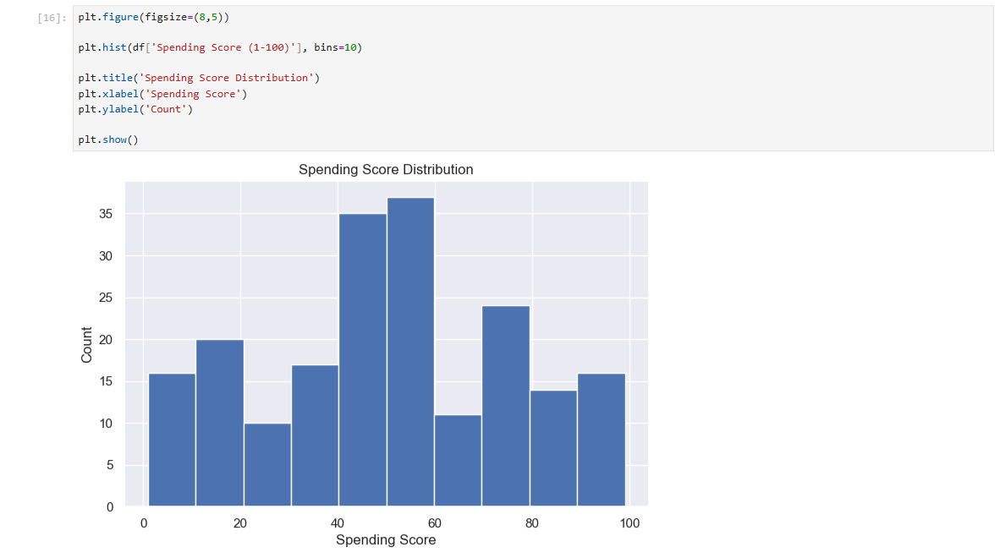 [16]:
plt.figure(figsize=(8,5))
plt.hist(df['Spending Score (1-100)'], bins=10)
plt.title('Spending Score Distribution')
plt.xlabel('Spending Score')
plt.ylabel('Count')
plt.show()
Spending Score Distribution
Count
35
30
25
20
15
10
5
0
0 20 40 60 80 100
Spending Score